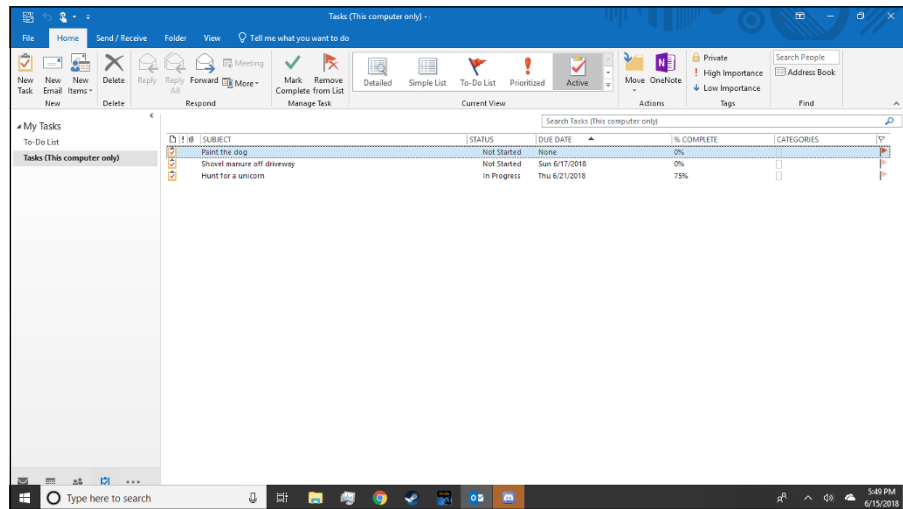 Tasks (This computer only) -
File Home Send / Receive Folder View Tell me what you want to do
New Task
New Email
New Items
Delete
Reply
Reply All
Forward
Meeting
More
Mark Complete
Remove from List
Detailed
Simple List
To-Do List
Prioritized
Active
Move
OneNote
Private
High Importance
Low Importance
Search People
Address Book
New Delete Respond Manage Task Current View Actions Tags Find
My Tasks
To-Do List
Tasks (This computer only)
Search Tasks (This computer only)
SUBJECT STATUS DUE DATE % COMPLETE CATEGORIES
Paint the dog Not Started None 0%
Shovel manure off driveway Not Started Sun 6/17/2018 0%
Hunt for a unicorn In Progress Thu 6/21/2018 75%
Type here to search
5:49 PM
6/15/2018